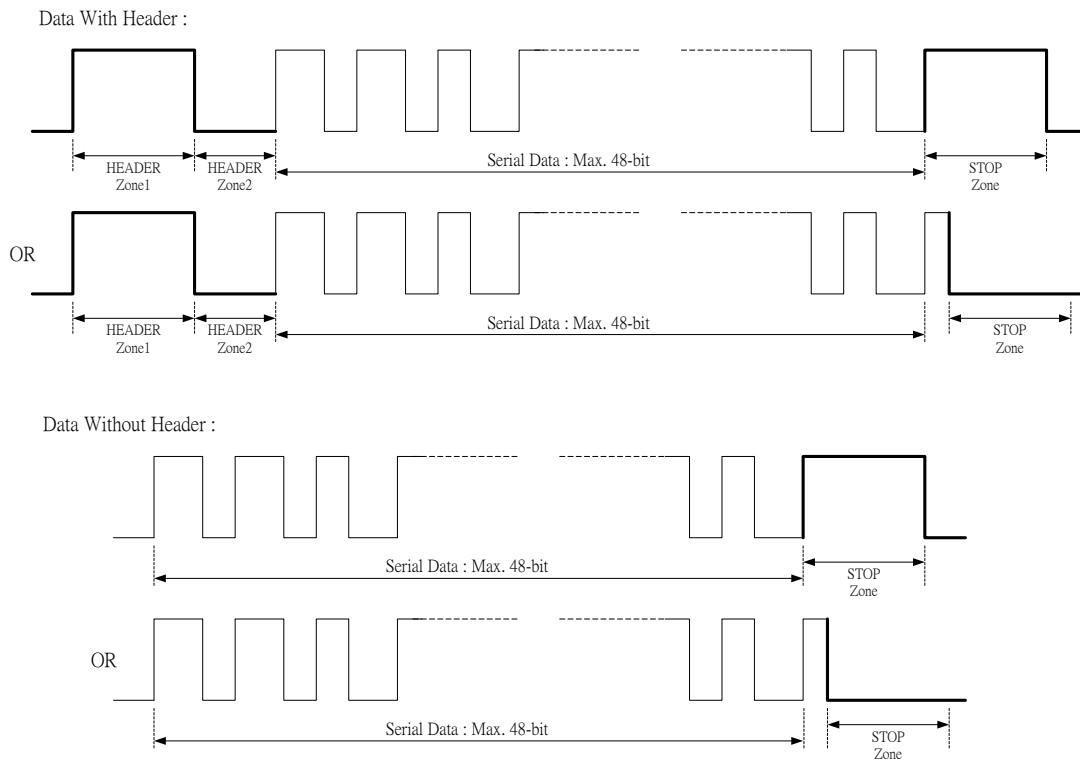 Data With Header :
HEADER
Zone1
HEADER
Zone2
Serial Data : Max. 48-bit
STOP
Zone
OR
HEADER
Zone1
HEADER
Zone2
Serial Data : Max. 48-bit
STOP
Zone
Data Without Header :
Serial Data : Max. 48-bit
STOP
Zone
OR
Serial Data : Max. 48-bit
STOP
Zone